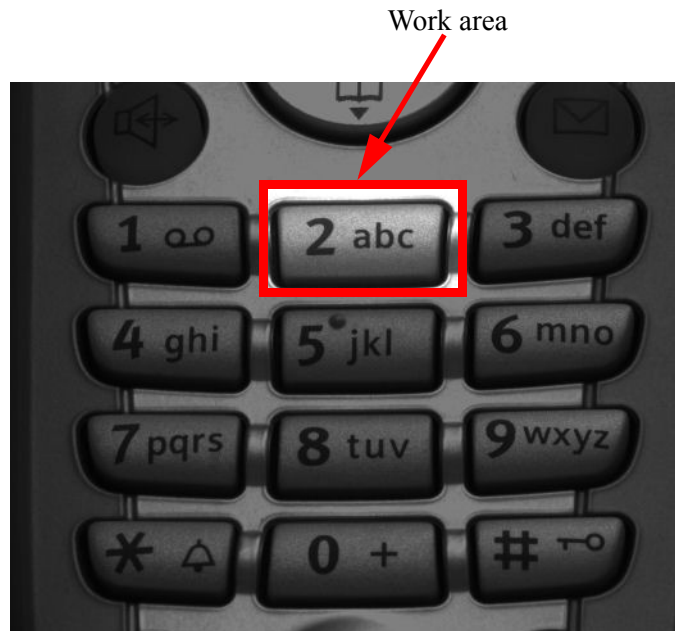 Work area
1
2 abc
3 def
4 ghi
5 jkl
6 mno
7 pqrs
8 tuv
9 wxyz
*
0 +
#